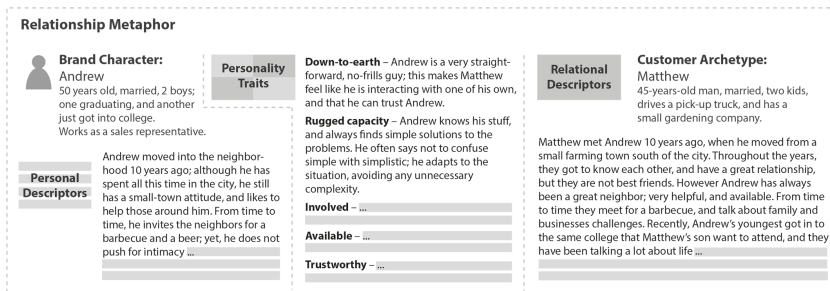 Relationship Metaphor
Brand Character:
Andrew
50 years old, married, 2 boys;
one graduating, and another
just got into college.
Works as a sales representative.
Personal
Descriptors
Andrew moved into the neighbor-
hood 10 years ago; although he has
spent all this time in the city, he still
has a small-town attitude, and likes to
help those around him. From time to
time, he invites the neighbors for a
barbecue and a beer; yet, he does not
push for intimacy ...
Personality
Traits
Down-to-earth – Andrew is a very straight-
forward, no-frills guy; this makes Matthew
feel like he is interacting with one of his own,
and that he can trust Andrew.
Rugged capacity – Andrew knows his stuff,
and always finds simple solutions to the
problems. He often says not to confuse
simple with simplistic; he adapts to the
situation, avoiding any unnecessary
complexity.
Involved – ...
Available – ...
Trustworthy – ...
Relational
Descriptors
Customer Archetype:
Matthew
45-years-old man, married, two kids,
drives a pick-up truck, and has a
small gardening company.
Matthew met Andrew 10 years ago, when he moved from a
small farming town south of the city. Throughout the years,
they got to know each other, and have a great relationship,
but they are not best friends. However Andrew has always
been a great neighbor; very helpful, and available. From time
to time they meet for a barbecue, and talk about family and
businesses challenges. Recently, Andrew's youngest got in to
the same college that Matthew's son want to attend, and they
have been talking a lot about life ...